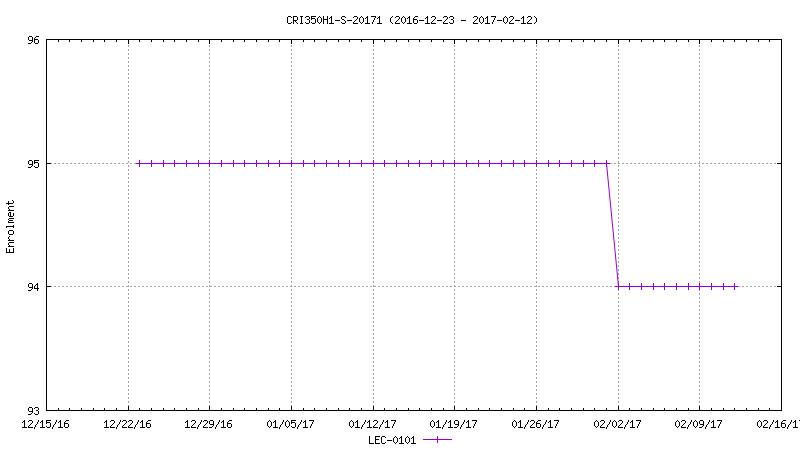 CRI350H1-S-20171 (2016-12-23 - 2017-02-12)
96
95
94
93
Enrolment
12/15/16 12/22/16 12/29/16 01/05/17 01/12/17 01/19/17 01/26/17 02/02/17 02/09/17 02/16/17
LEC-0101